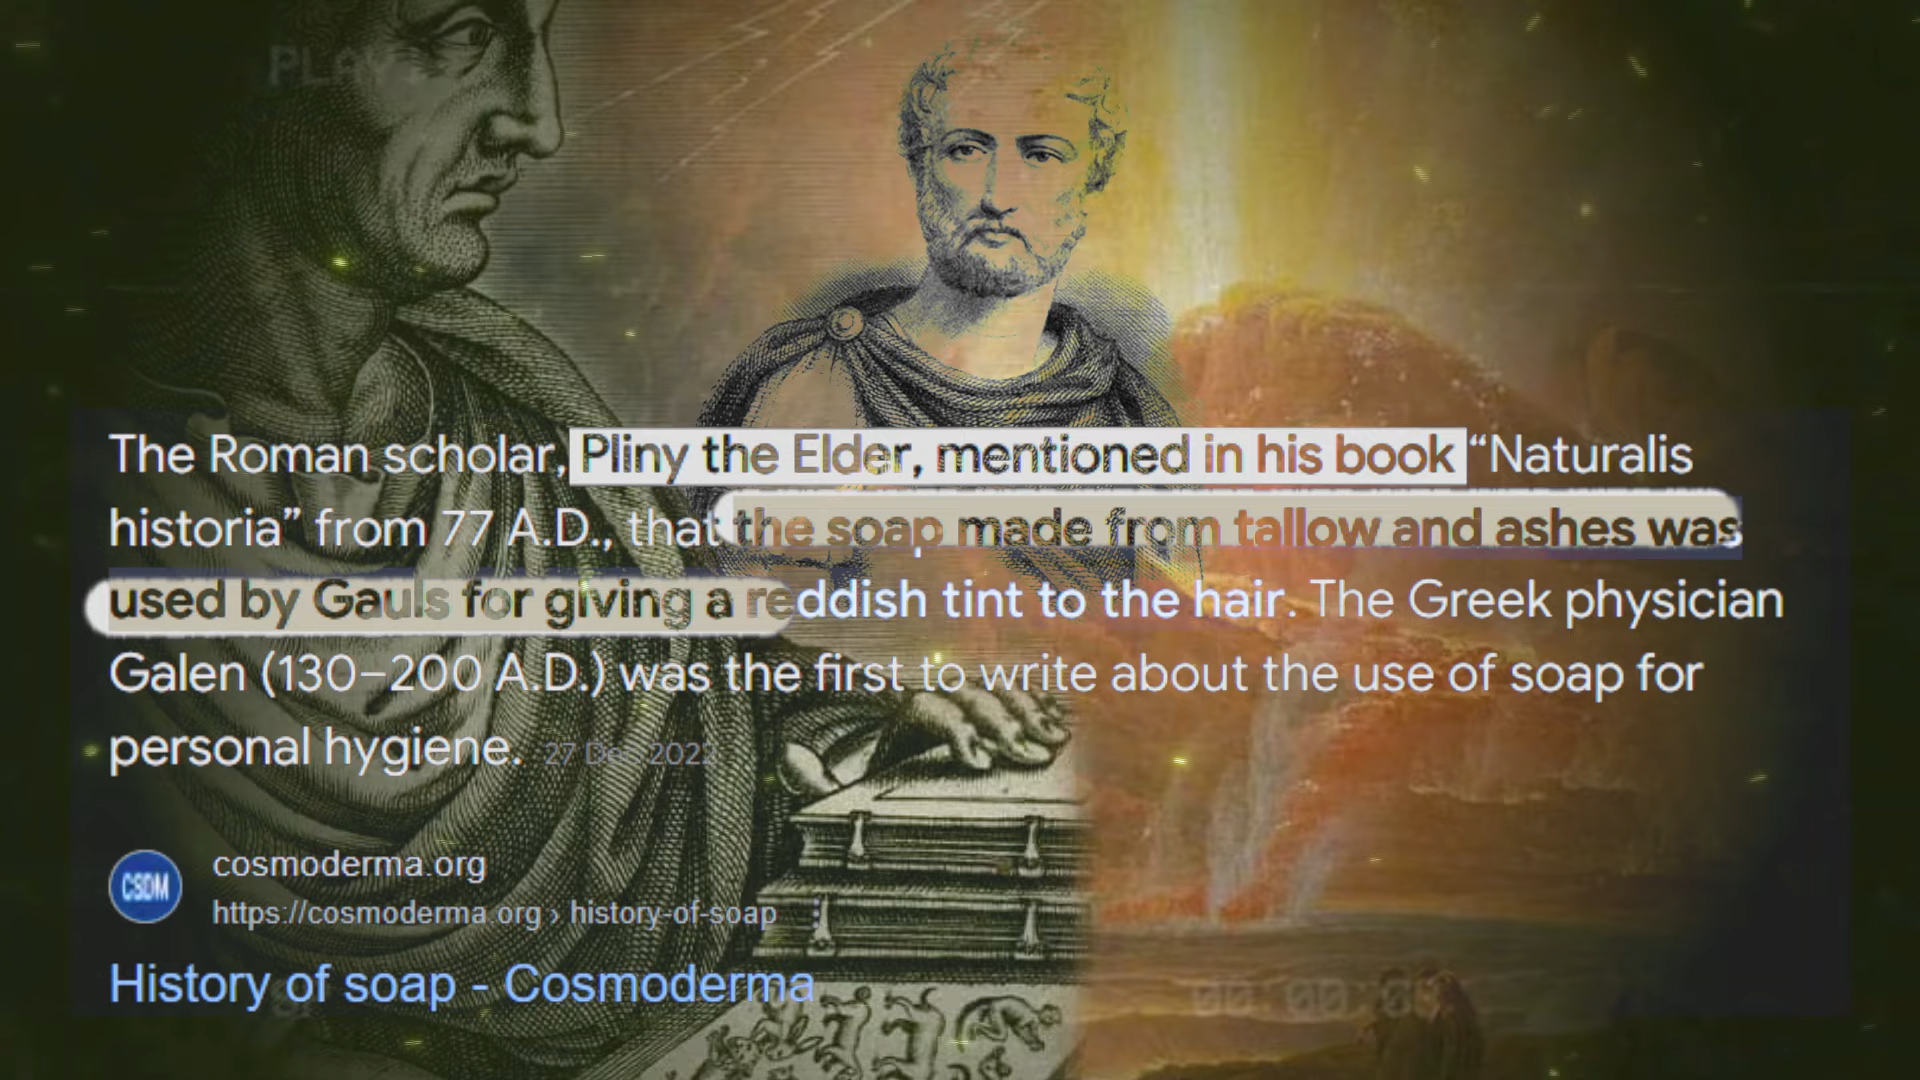 PLAY
The Roman scholar, Pliny the Elder, mentioned in his book “Naturalis
historia” from 77 A.D., that the soap made from tallow and ashes was
used by Gauls for giving a reddish tint to the hair. The Greek physician
Galen (130–200 A.D.) was the first to write about the use of soap for
personal hygiene. 27 Dec 2022
CSDM
cosmoderma.org
https://cosmoderma.org › history-of-soap
History of soap - Cosmoderma